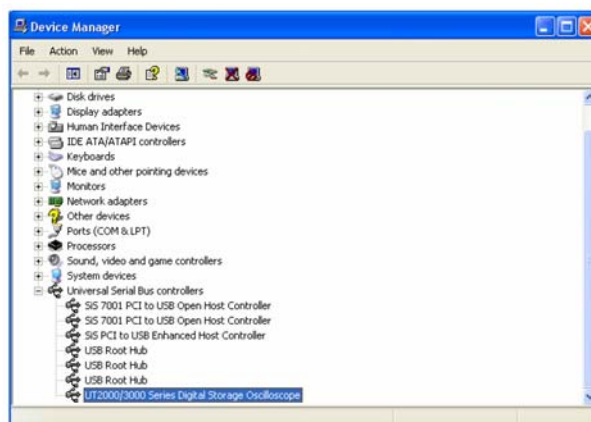 Device Manager
File Action View Help
Disk drives
Display adapters
Human Interface Devices
IDE ATA/ATAPI controllers
Keyboards
Mice and other pointing devices
Monitors
Network adapters
Other devices
Ports (COM & LPT)
Processors
Sound, video and game controllers
System devices
Universal Serial Bus controllers
SiS 7001 PCI to USB Open Host Controller
SiS 7001 PCI to USB Open Host Controller
SiS PCI to USB Enhanced Host Controller
USB Root Hub
USB Root Hub
USB Root Hub
UT2000/3000 Series Digital Storage Oscilloscope